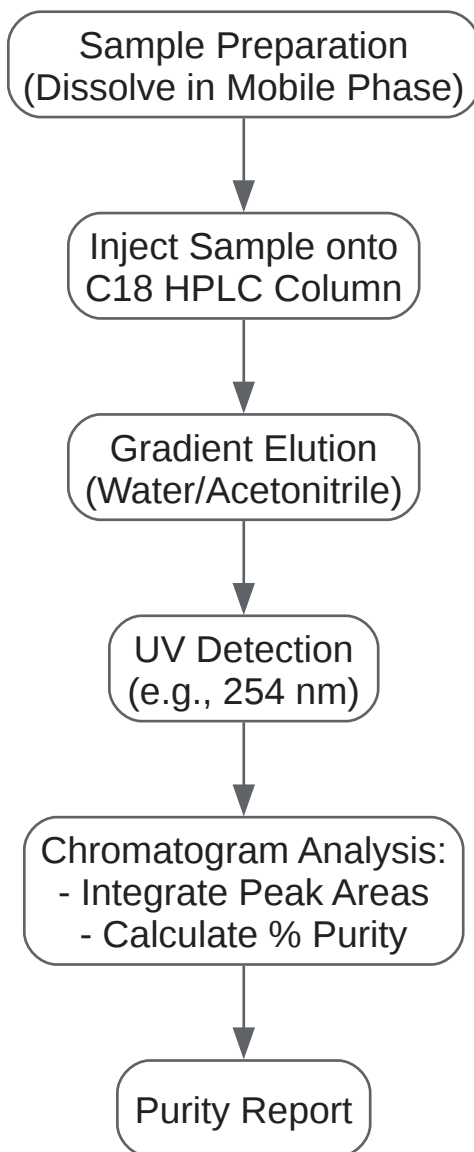 Sample Preparation
(Dissolve in Mobile Phase)
Inject Sample onto
C18 HPLC Column
Gradient Elution
(Water/Acetonitrile)
UV Detection
(e.g., 254 nm)
Chromatogram Analysis:
- Integrate Peak Areas
- Calculate % Purity
Purity Report